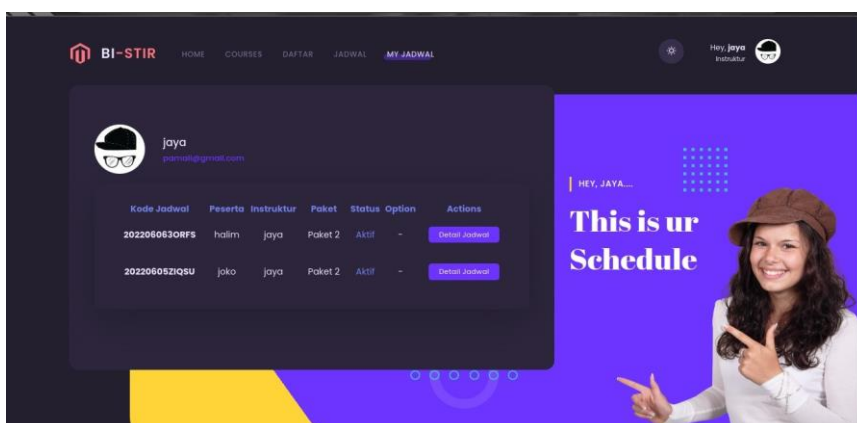 BI-STIR HOME COURSES DAFTAR JADWAL MY JADWAL
Hey, jaya
Instruktur
jaya
pamali@gmail.com
Kode Jadwal Peserta Instruktur Paket Status Option Actions
202206063ORFS halim jaya Paket 2 Aktif - Detail Jadwal
20220605ZIQSU joko jaya Paket 2 Aktif - Detail Jadwal
HEY, JAYA....
This is ur
Schedule